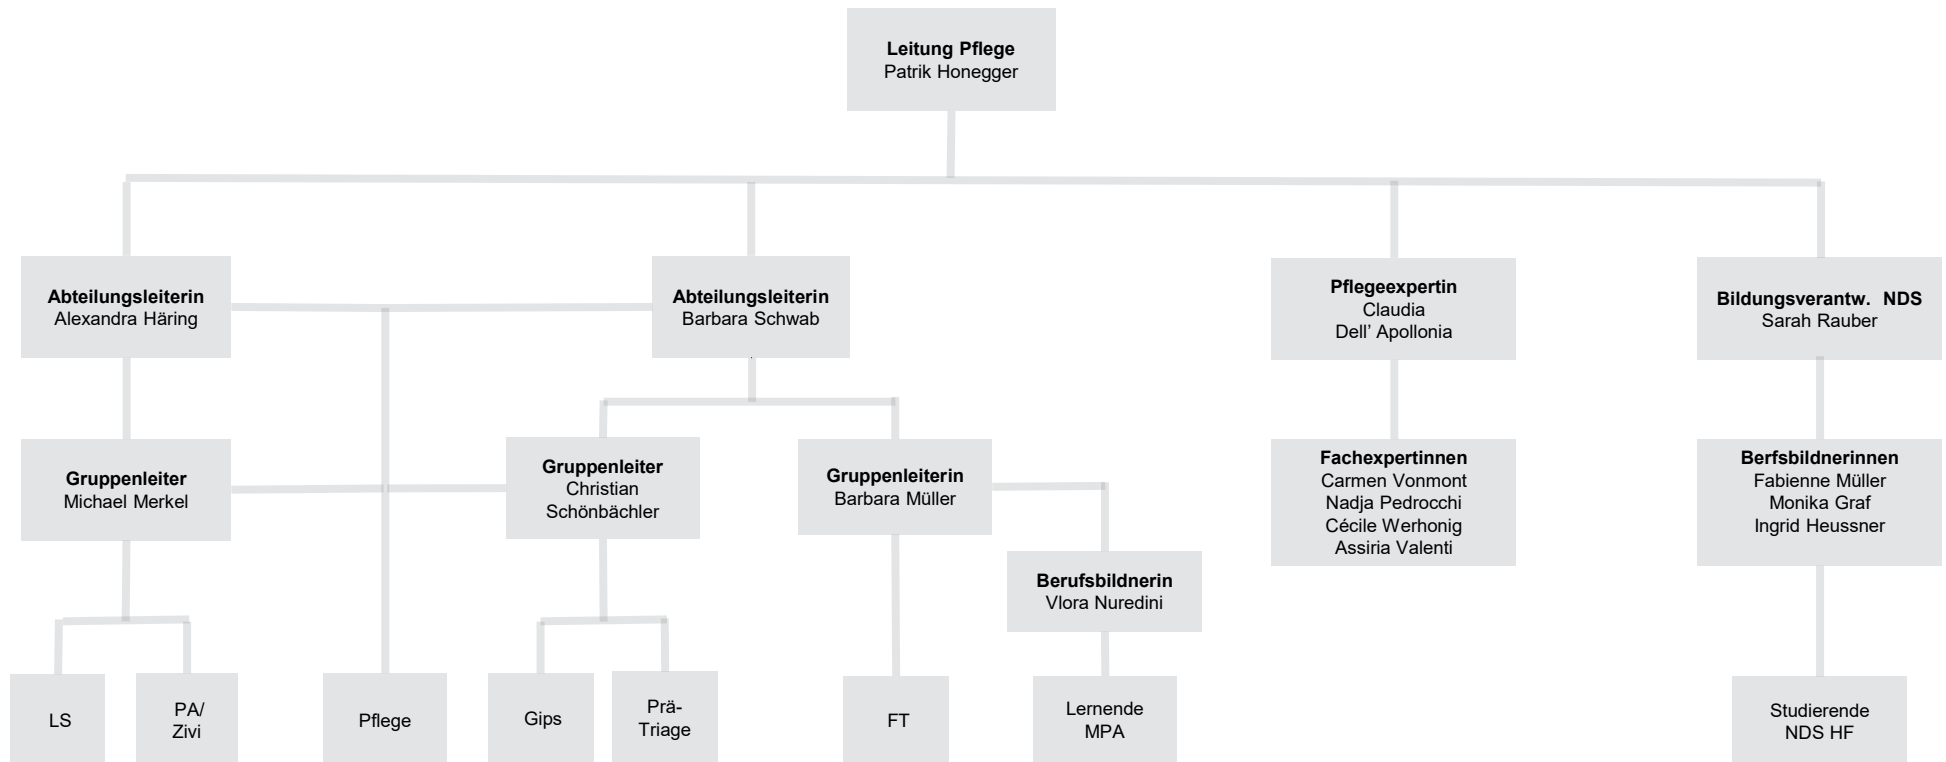 Leitung Pflege
Patrik Honegger
Abteilungsleiterin
Alexandra Häring
Abteilungsleiterin
Barbara Schwab
Pflegeexpertin
Claudia
Dell’ Apollonia
Bildungsverantw. NDS
Sarah Rauber
Gruppenleiter
Michael Merkel
Gruppenleiter
Christian
Schönbächler
Gruppenleiterin
Barbara Müller
Fachexpertinnen
Carmen Vonmont
Nadja Pedrocchi
Cécile Werhonig
Assiria Valenti
Berfsbildnerinnen
Fabienne Müller
Monika Graf
Ingrid Heussner
Berufsbildnerin
Vlora Nuredini
LS
PA/
Zivi
Pflege
Gips
Prä-
Triage
FT
Lernende
MPA
Studierende
NDS HF